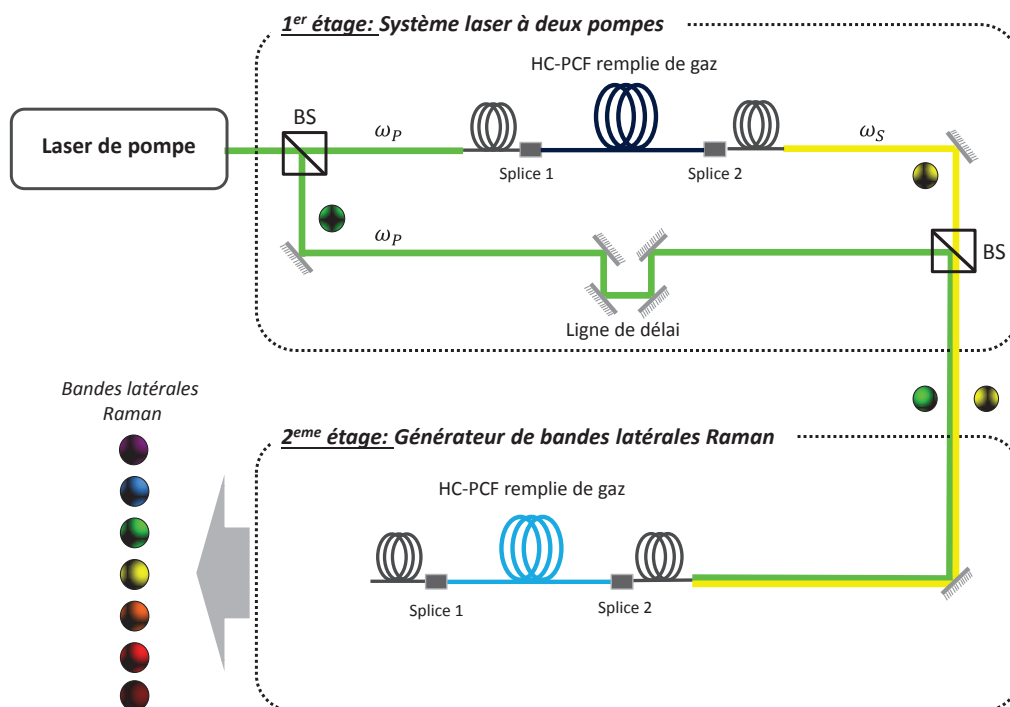 1er étage: Système laser à deux pompes
HC-PCF remplie de gaz
Laser de pompe
BS
ωP
ωS
Splice 1
Splice 2
ωP
BS
Ligne de délai
Bandes latérales
Raman
2eme étage: Générateur de bandes latérales Raman
HC-PCF remplie de gaz
Splice 1
Splice 2